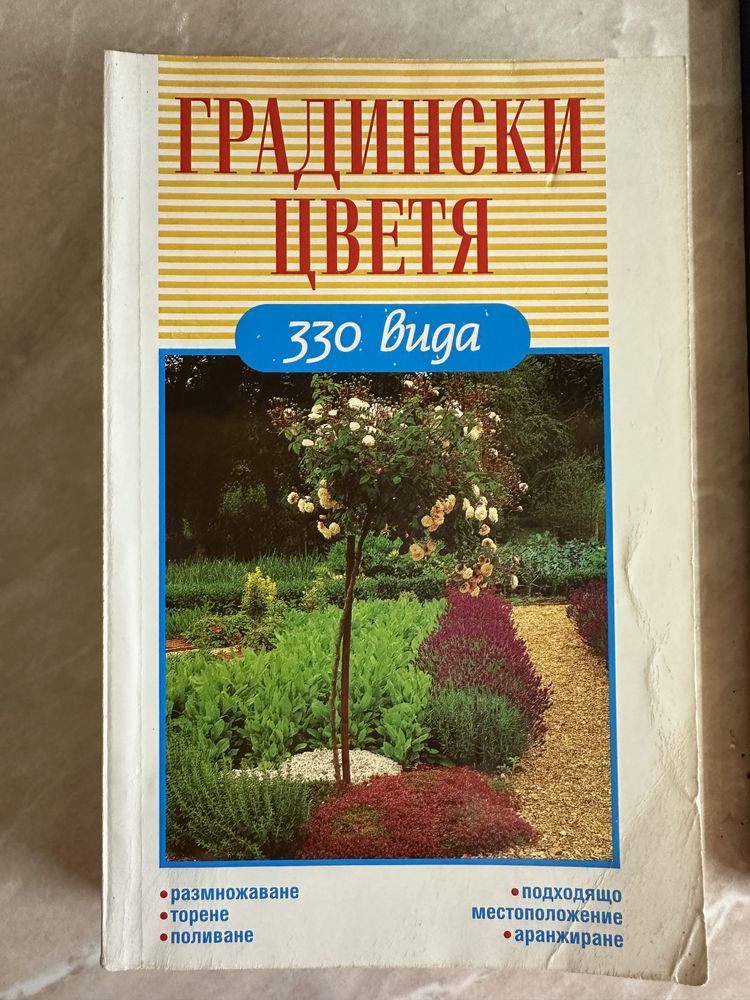 ГРАДИНСКИ
ЦВЕТЯ
330 вида
•размножаване
•торене
•поливане
•подходящо
местоположение
•аранжиране